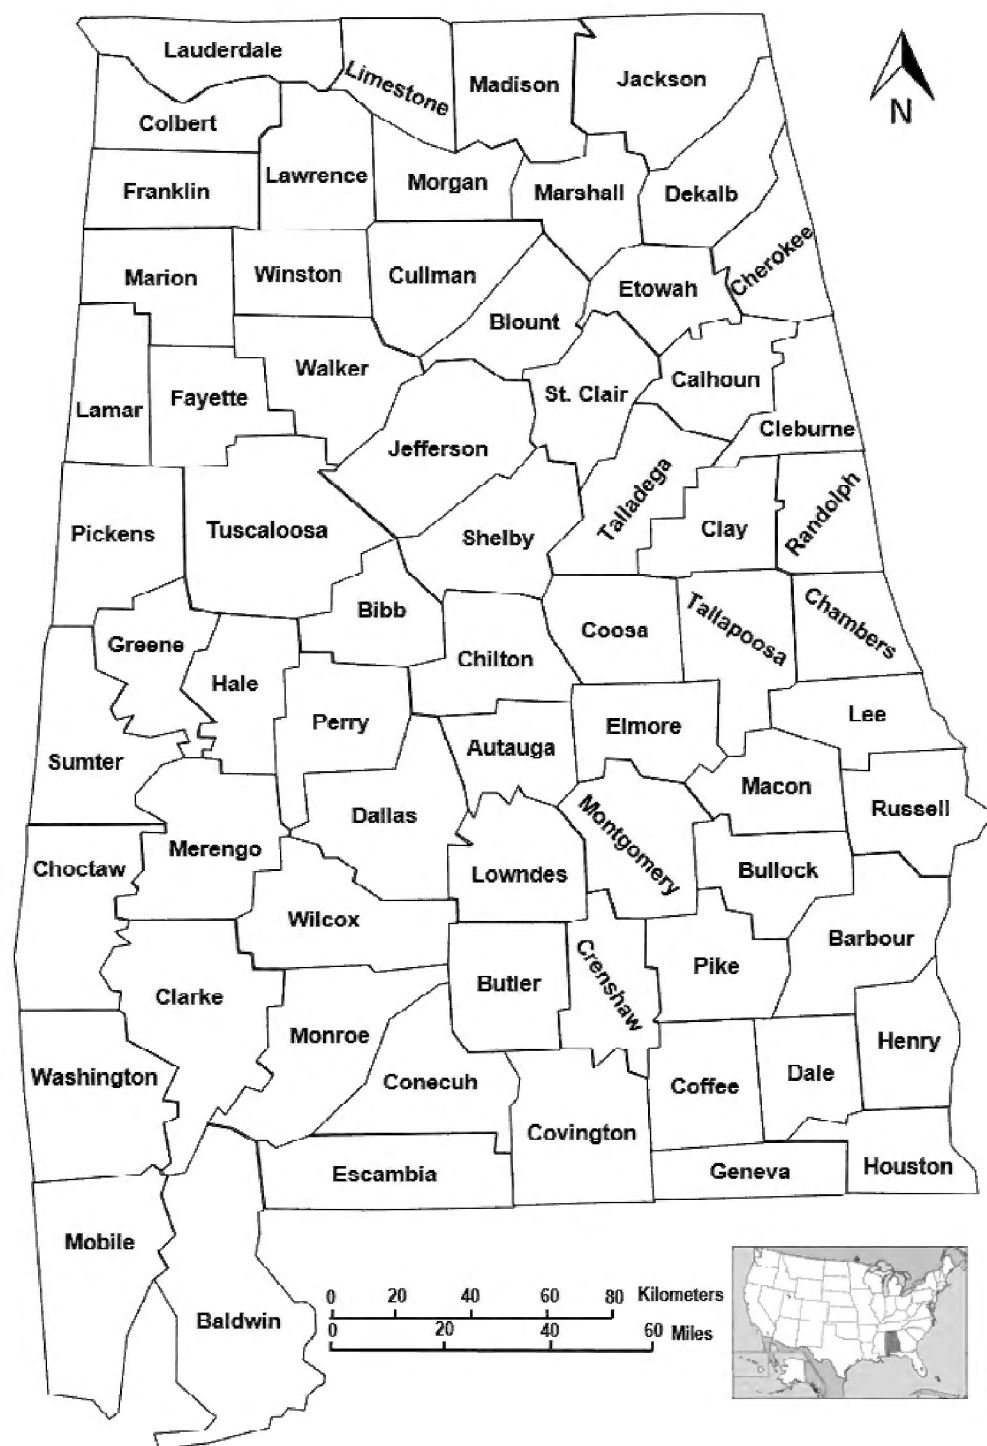 Lauderdale
Limestone
Madison
Jackson
N
Colbert
Lawrence
Morgan
Marshall
Dekalb
Franklin
Cherokee
Marion
Winston
Cullman
Etowah
Blount
Walker
St. Clair
Calhoun
Lamar
Fayette
Jefferson
Cleburne
Talladega
Randolph
Pickens
Tuscaloosa
Shelby
Clay
Bibb
Coosa
Tallapoosa
Chambers
Greene
Hale
Chilton
Perry
Elmore
Lee
Sumter
Autauga
Macon
Russell
Dallas
Montgomery
Merengo
Choctaw
Lowndes
Bullock
Wilcox
Barbour
Clarke
Butler
Crenshaw
Pike
Monroe
Henry
Washington
Conecuh
Coffee
Dale
Covington
Escambia
Geneva
Houston
Mobile
Baldwin
0 20 40 60 80 Kilometers
0 20 40 60 Miles